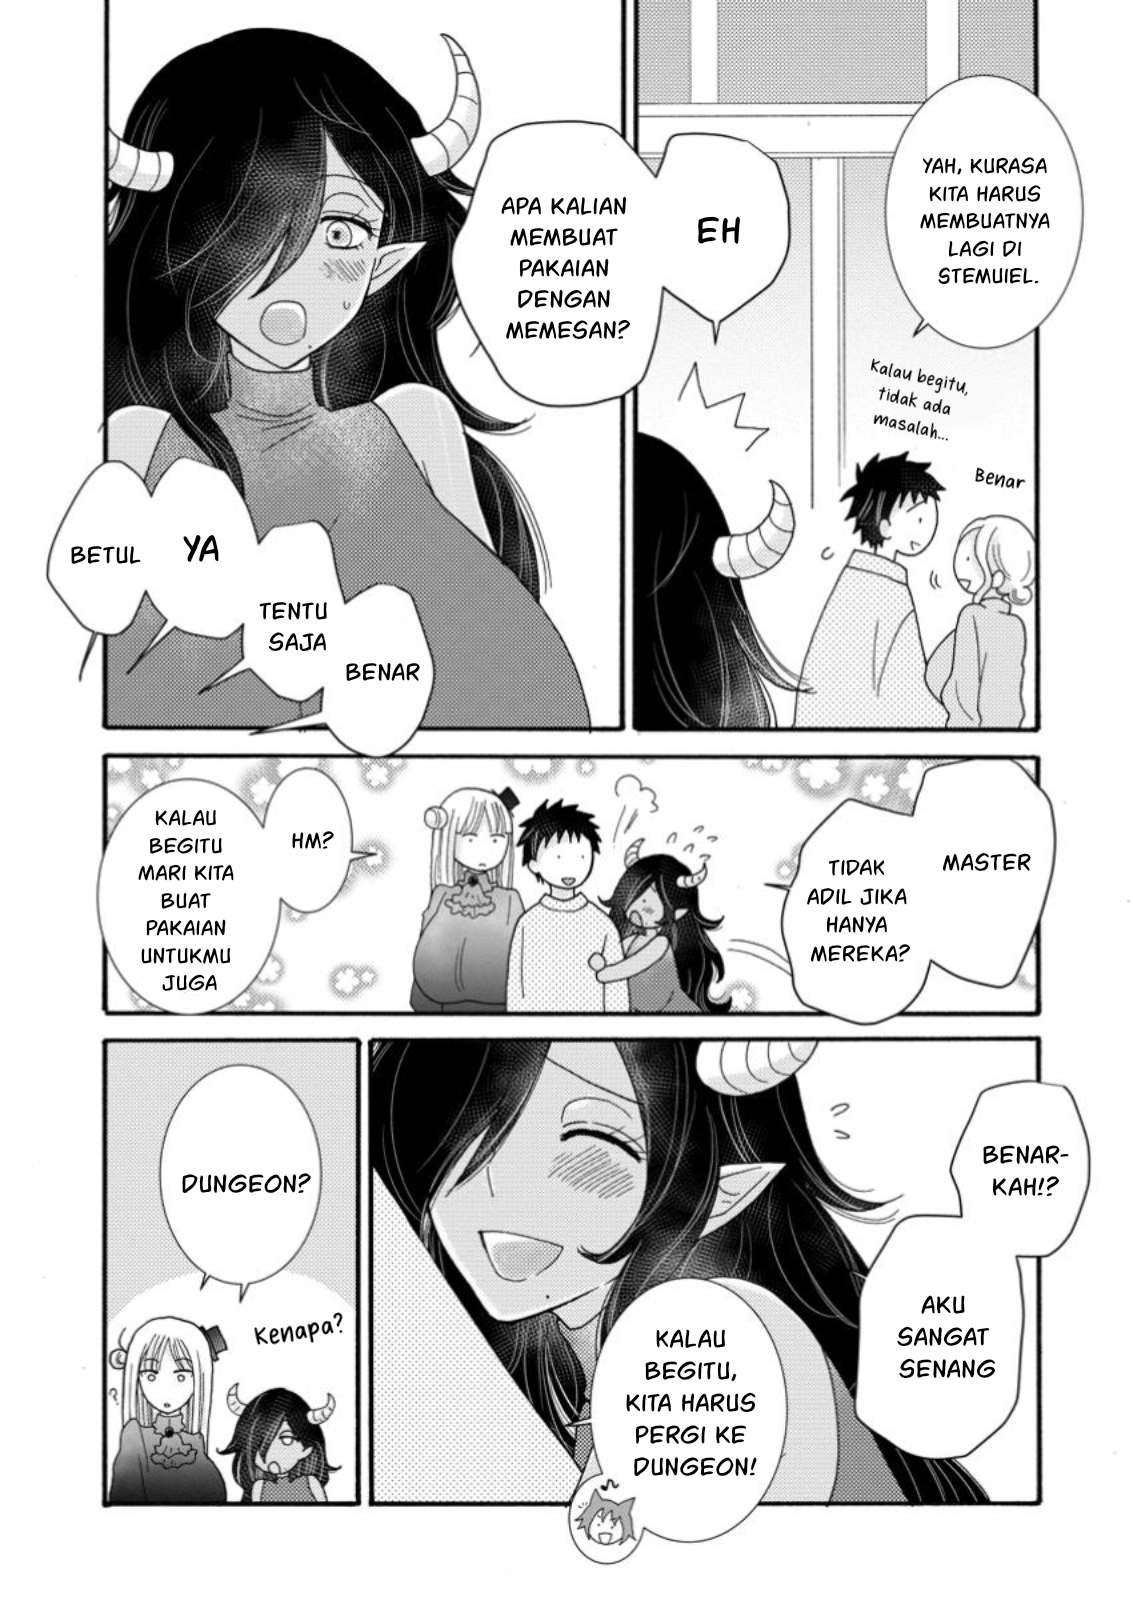 YAH, KURASA
KITA HARUS
MEMBUATNYA
LAGI DI
STEMUIEL.
Kalau begitu,
tidak ada
masalah...
Benar
EH
APA KALIAN
MEMBUAT
PAKAIAN
DENGAN
MEMESAN?
BENAR
TENTU
SAJA
YA
BETUL
MASTER
TIDAK
ADIL JIKA
HANYA
MEREKA?
HM?
KALAU
BEGITU
MARI KITA
BUAT
PAKAIAN
UNTUKMU
JUGA
BENAR-
KAH!?
AKU
SANGAT
SENANG
KALAU
BEGITU,
KITA HARUS
PERGI KE
DUNGEON!
DUNGEON?
Kenapa?
?